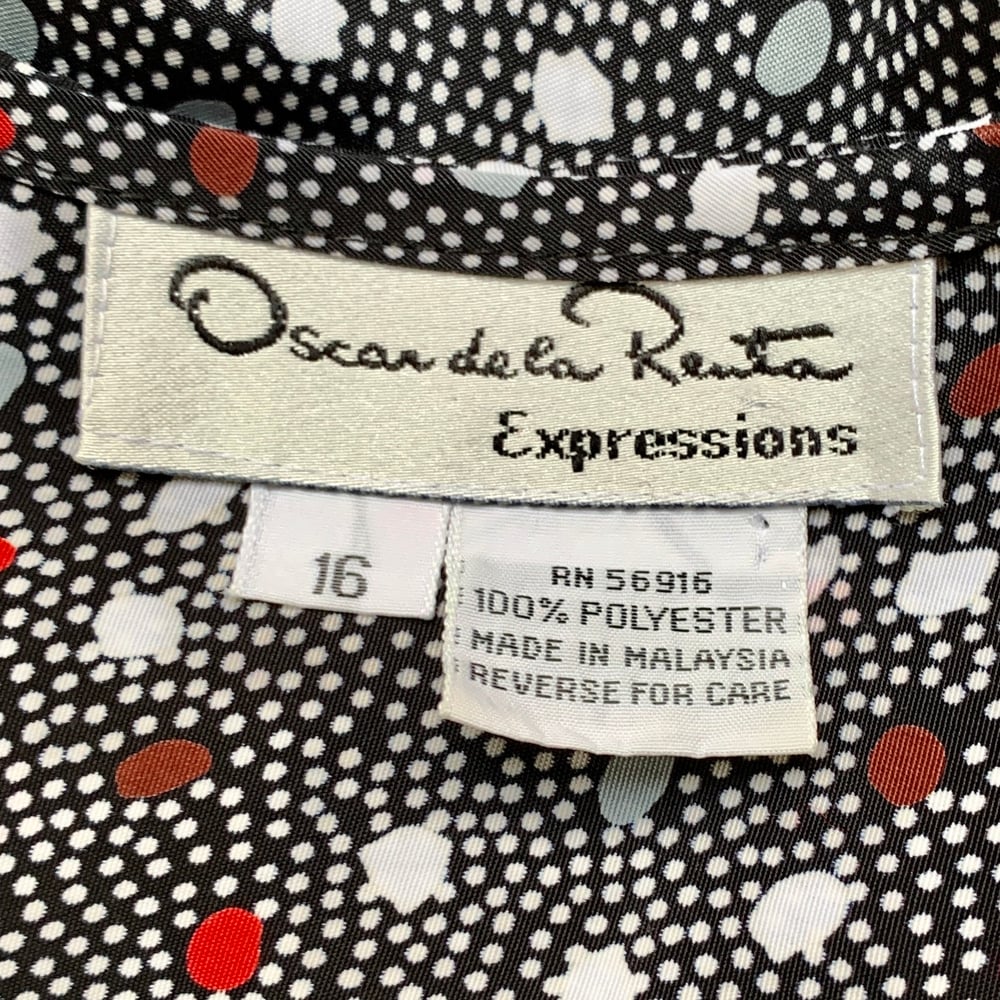 Oscar de la Renta
Expressions
16
RN 56916
100% POLYESTER
MADE IN MALAYSIA
REVERSE FOR CARE